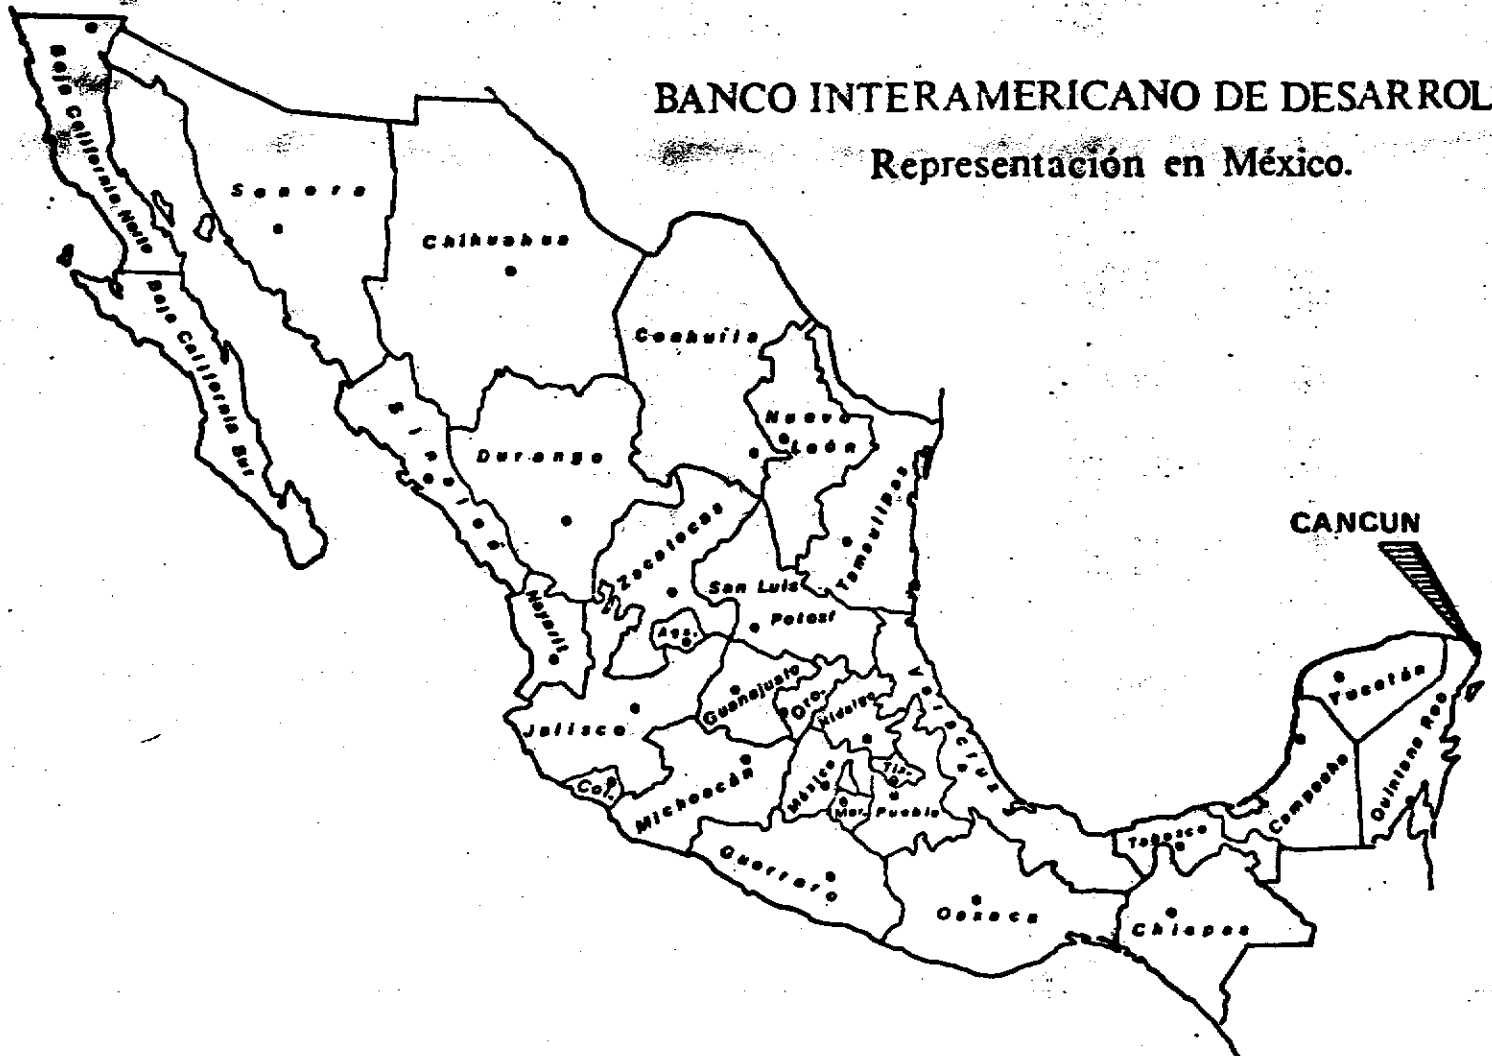 BANCO INTERAMERICANO DE DESARROL
Representación en México.
Baja California Norte
Sonora
Chihuahua
Baja California Sur
Coahuila
Nuevo
León
Sinaloa
Durango
Tamaulipas
Zacatecas
CANCUN
San Luis
Potosí
Nayarit
Ags.
Guanajuato
Qro.
Hidalgo
Veracruz
Yucatán
Jalisco
Col.
Michoacán
México
Tlx.
Mor.
Puebla
Campeche
Quintana Roo
Tabasco
Guerrero
Oaxaca
Chiapas